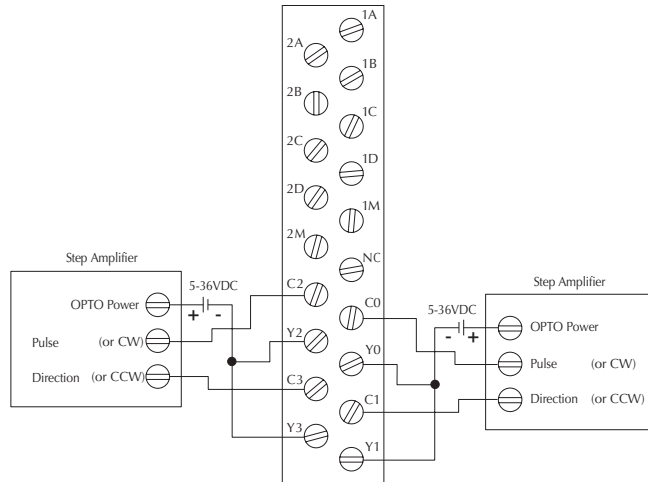 1A
2A
1B
2B
1C
2C
1D
2D
1M
2M
NC
C2
C0
Y2
Y0
C3
C1
Y3
Y1
Step Amplifier
5-36VDC
OPTO Power
+ -
Pulse (or CW)
Direction (or CCW)
Step Amplifier
5-36VDC
OPTO Power
- +
Pulse (or CW)
Direction (or CCW)